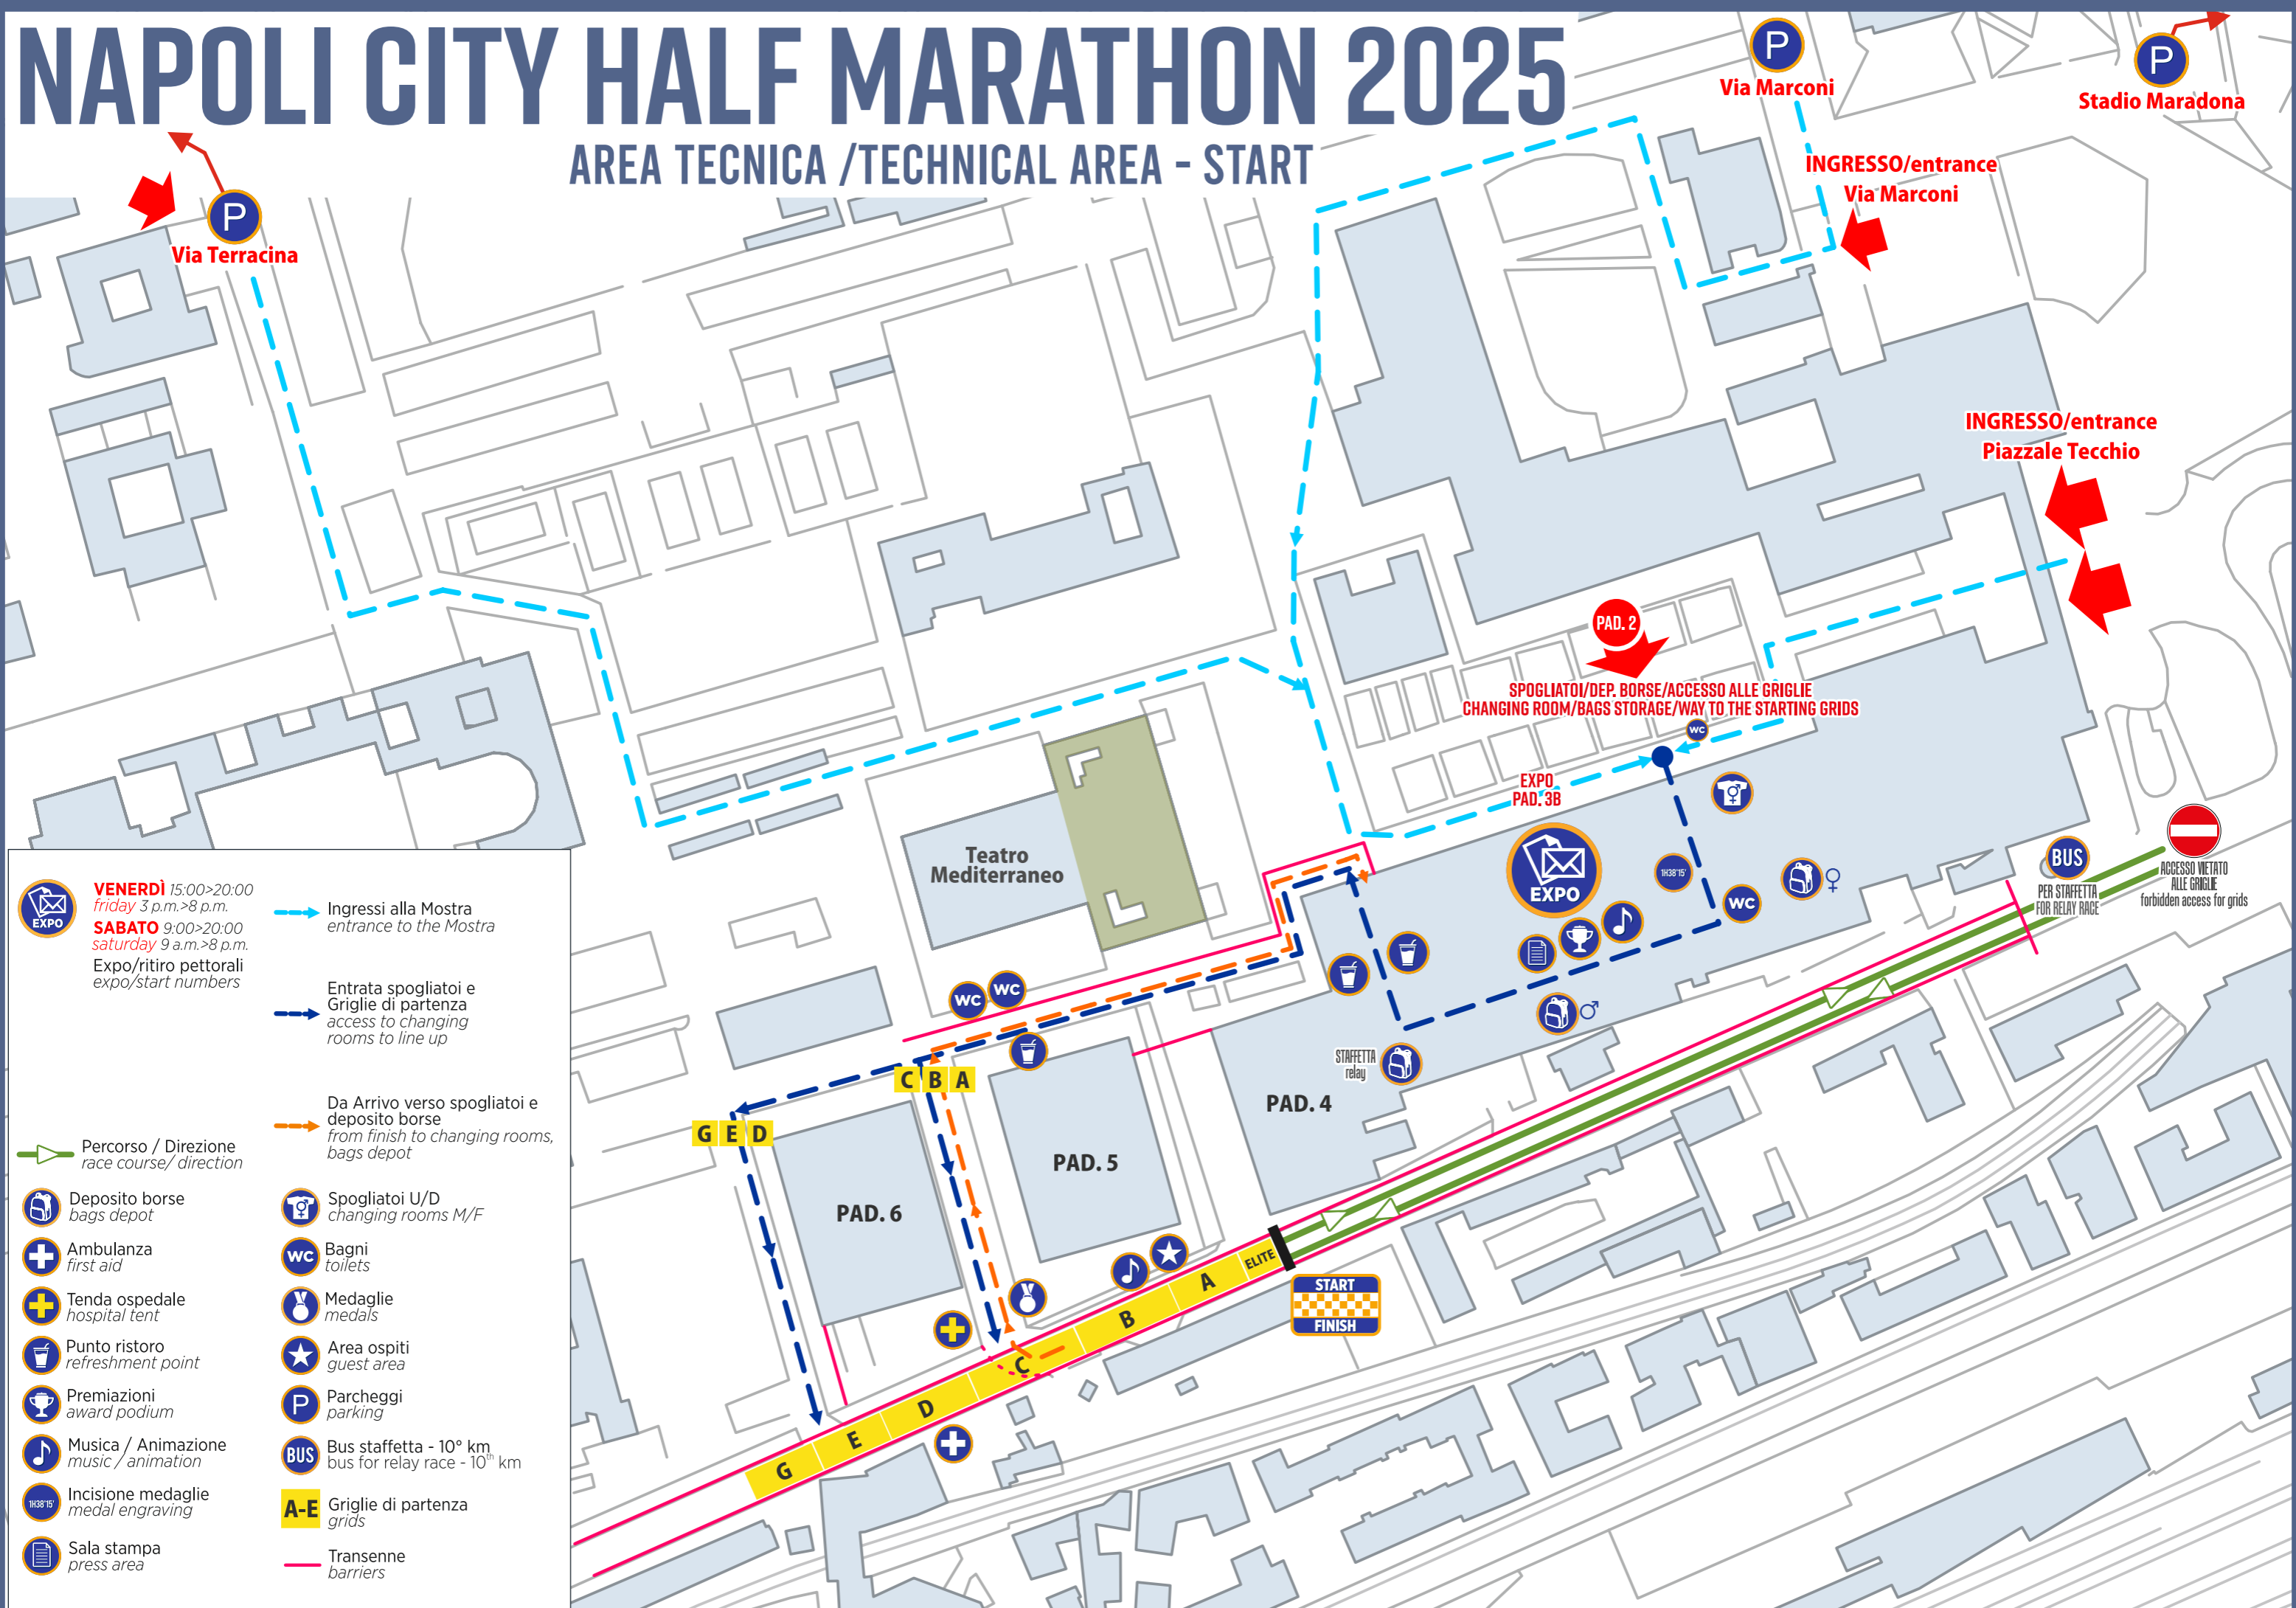 NAPOLI CITY HALF MARATHON 2025
AREA TECNICA /TECHNICAL AREA - START
P
Via Terracina
P
Via Marconi
P
Stadio Maradona
INGRESSO/entrance
Via Marconi
INGRESSO/entrance
Piazzale Tecchio
PAD. 2
SPOGLIATOI/DEP. BORSE/ACCESSO ALLE GRIGLIE
CHANGING ROOM/BAGS STORAGE/WAY TO THE STARTING GRIDS
WC
EXPO
PAD. 3B
EXPO
1H38'15'
WC
BUS
PER STAFFETTA
FOR RELAY RACE
ACCESSO VIETATO
ALLE GRIGLIE
forbidden access for grids
Teatro
Mediterraneo
WC
WC
STAFFETTA
relay
PAD. 4
C B A
G E D
PAD. 5
PAD. 6
ELITE
A
B
C
D
E
G
START
FINISH
EXPO
VENERDÌ 15:00>20:00
friday 3 p.m.>8 p.m.
SABATO 9:00>20:00
saturday 9 a.m.>8 p.m.
Expo/ritiro pettorali
expo/start numbers
Ingressi alla Mostra
entrance to the Mostra
Entrata spogliatoi e
Griglie di partenza
access to changing
rooms to line up
Da Arrivo verso spogliatoi e
deposito borse
from finish to changing rooms,
bags depot
Percorso / Direzione
race course/ direction
Deposito borse
bags depot
Ambulanza
first aid
Tenda ospedale
hospital tent
Punto ristoro
refreshment point
Premiazioni
award podium
Musica / Animazione
music / animation
1H38'15'
Incisione medaglie
medal engraving
Sala stampa
press area
Spogliatoi U/D
changing rooms M/F
WC
Bagni
toilets
Medaglie
medals
Area ospiti
guest area
P
Parcheggi
parking
BUS
Bus staffetta - 10° km
bus for relay race - 10th km
A-E
Griglie di partenza
grids
Transenne
barriers